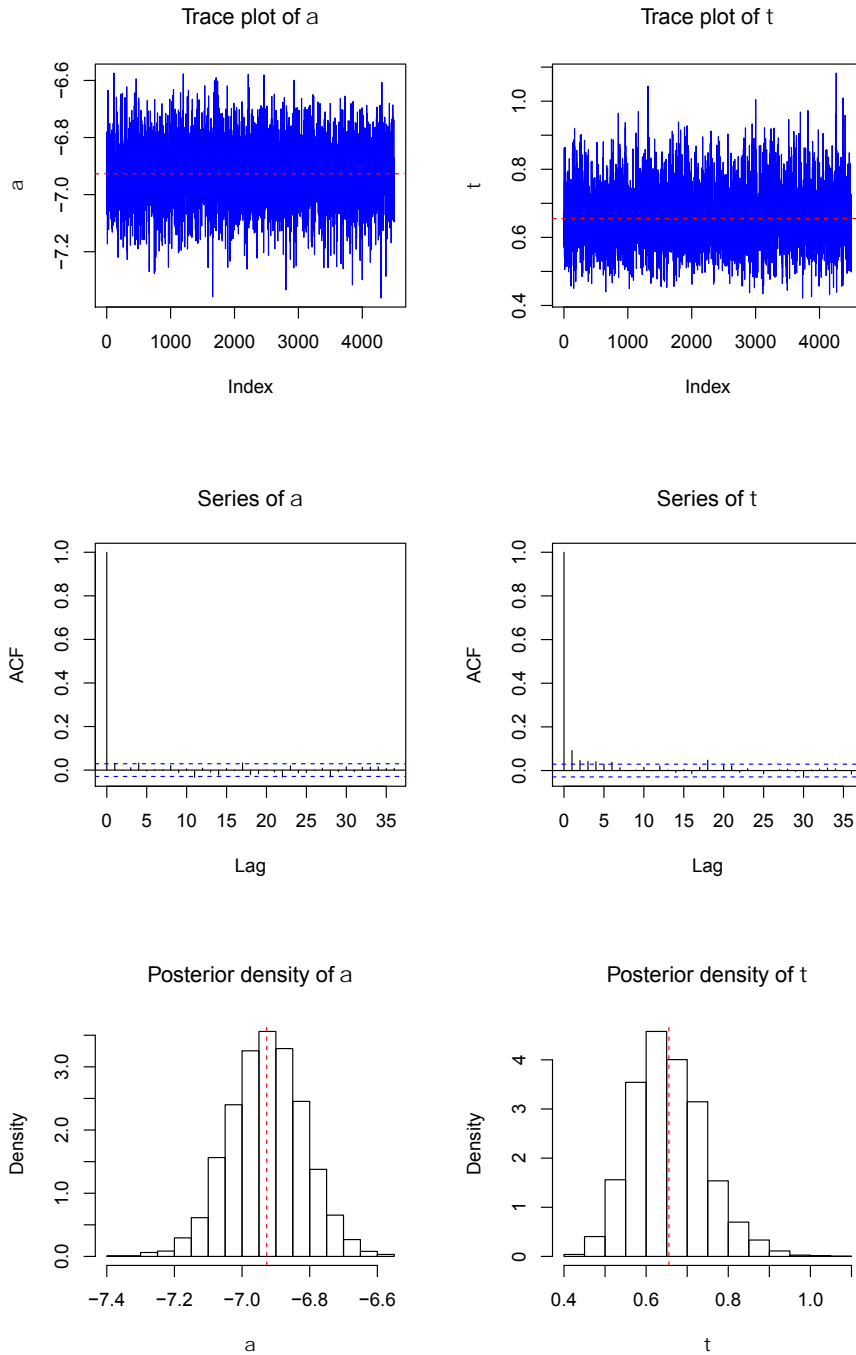 Trace plot of a
a
−6.6
−6.8
−7.0
−7.2
0 1000 2000 3000 4000
Index
Trace plot of t
t
1.0
0.8
0.6
0.4
0 1000 2000 3000 4000
Index
Series of a
ACF
1.0
0.8
0.6
0.4
0.2
0.0
0 5 10 15 20 25 30 35
Lag
Series of t
ACF
1.0
0.8
0.6
0.4
0.2
0.0
0 5 10 15 20 25 30 35
Lag
Posterior density of a
Density
3.0
2.0
1.0
0.0
−7.4 −7.2 −7.0 −6.8 −6.6
a
Posterior density of t
Density
4
3
2
1
0
0.4 0.6 0.8 1.0
t